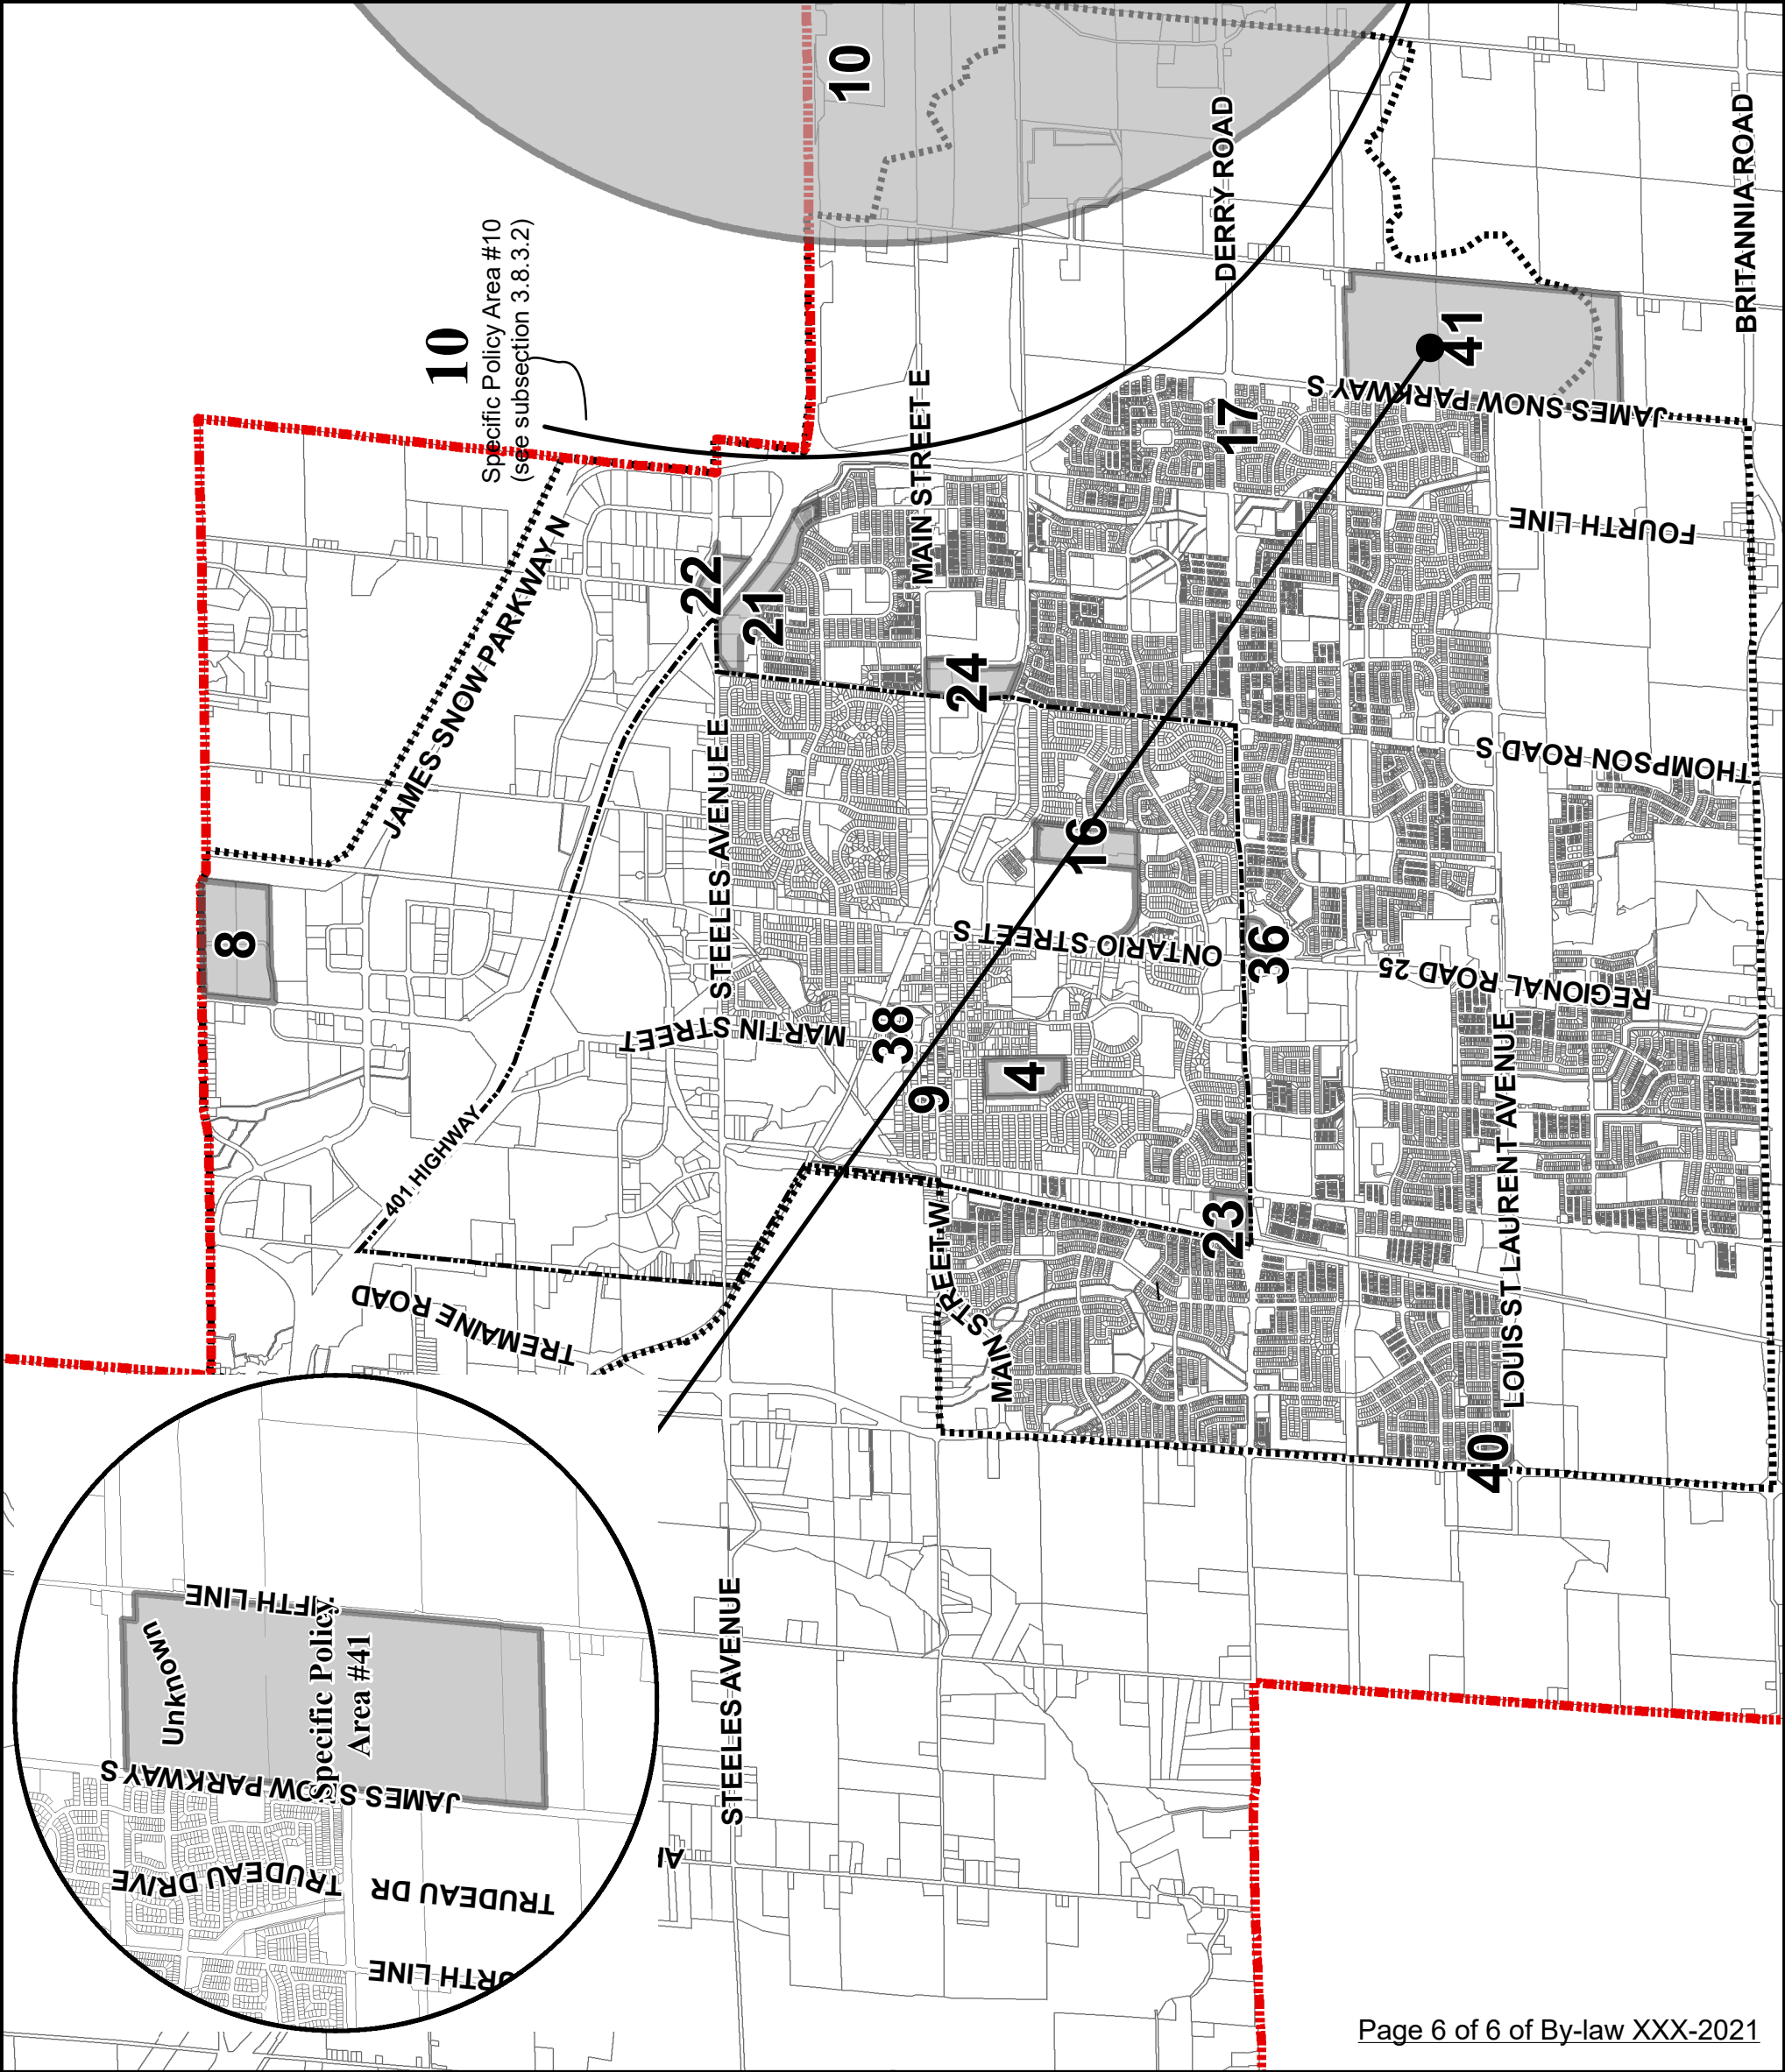 10
DERRY ROAD
BRITANNIA ROAD
10
Specific Policy Area #10
(see subsection 3.8.3.2)
41
JAMES SNOW PARKWAY S
MAIN STREET E
17
FOURTH LINE
JAMES SNOW PARKWAY N
22
21
24
THOMPSON ROAD S
STEELES AVENUE E
16
8
ONTARIO STREET S
36
REGIONAL ROAD 25
MARTIN STREET
38
9
4
LOUIS ST LAURENT AVENUE
401 HIGHWAY
23
MAIN STREET W
TREMAINE ROAD
40
STEELES AVENUE
FIFTH LINE
Unknown
Specific Policy
Area #41
JAMES SNOW PARKWAY S
TRUDEAU DRIVE
TRUDEAU DR
RTH LINE
Page 6 of 6 of By-law XXX-2021